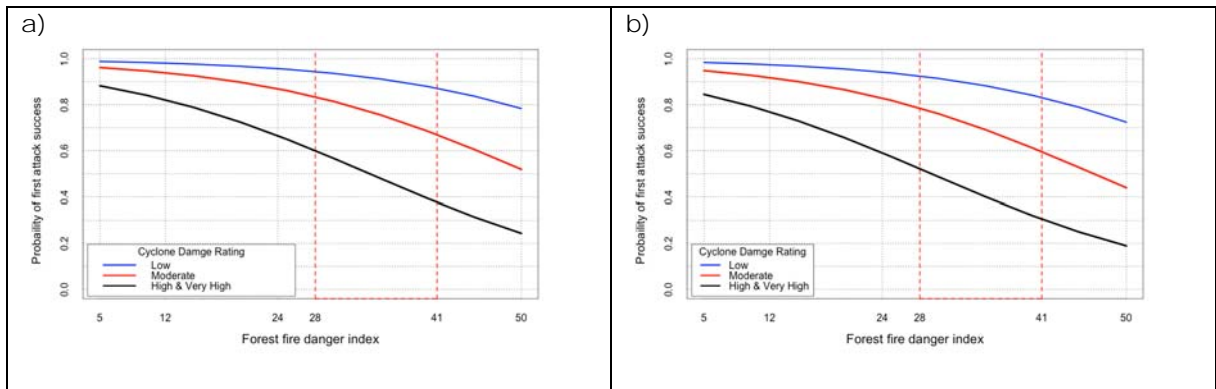 a)
Probaility of first attack success
1.0
0.8
0.6
0.4
0.2
0.0
Cyclone Damge Rating
Low
Moderate
High & Very High
5 12 24 28 41 50
Forest fire danger index
b)
Probaility of first attack success
1.0
0.8
0.6
0.4
0.2
0.0
Cyclone Damge Rating
Low
Moderate
High & Very High
5 12 24 28 41 50
Forest fire danger index